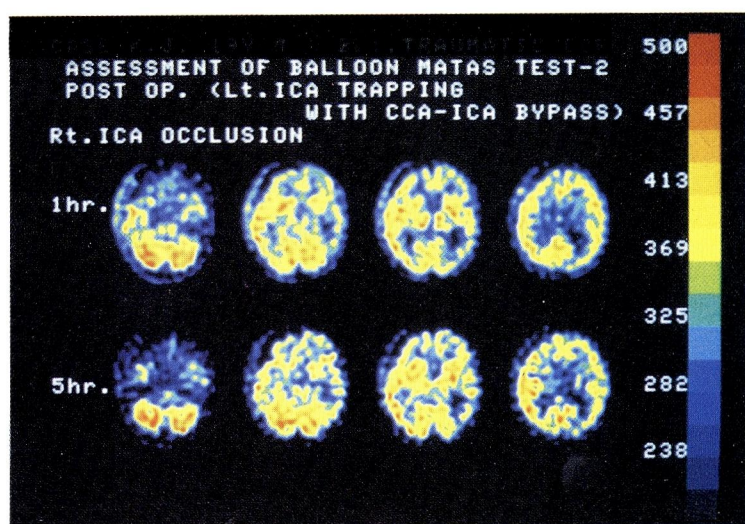 ASSESSMENT OF BALLOON MATAS TEST-2
POST OP. (Lt.ICA TRAPPING
WITH CCA-ICA BYPASS)
Rt.ICA OCCLUSION
1hr.
5hr.
500
457
413
369
325
282
238